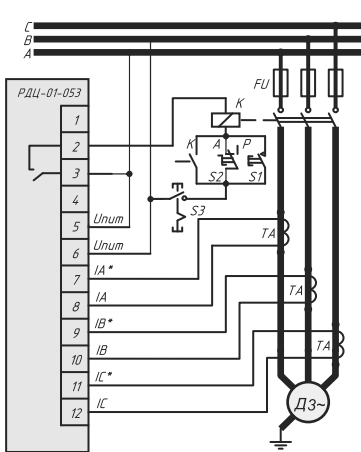 C
B
A
FU
РДЦ-01-053
K
1
2
K A P
3
S2 S1
4
S3
Uпит
5
TA
Uпит
6
IA*
7
TA
IA
8
IB*
9
IB
10
TA
IC*
11
IC
12
Д3~